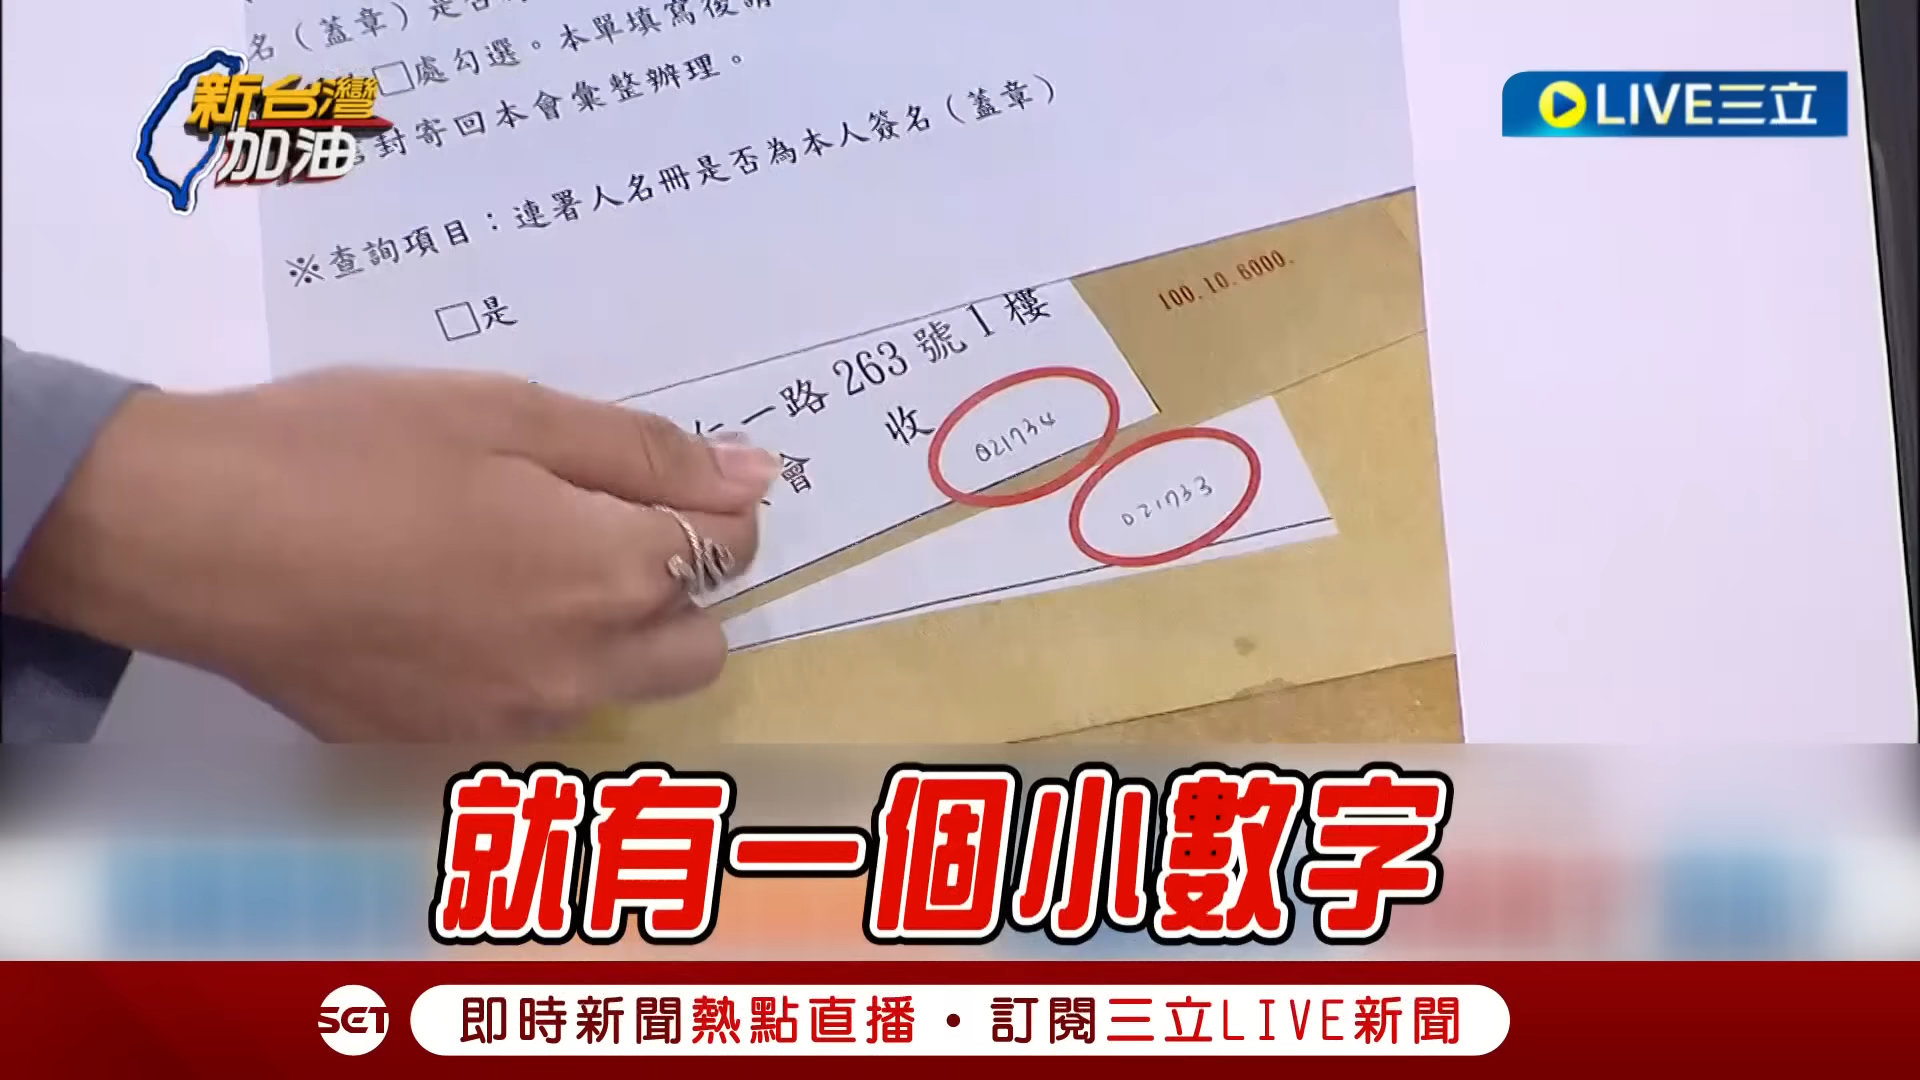 名（蓋章）是否
□處勾選。本單填寫後請
封寄回本會彙整辦理。
※查詢項目：連署人名冊是否為本人簽名（蓋章）
□是
新台灣
加油
LIVE三立
100.10.6000.
一路263號1樓
收
會
021734
021733
就有一個小數字
SET
即時新聞熱點直播・訂閱三立LIVE新聞